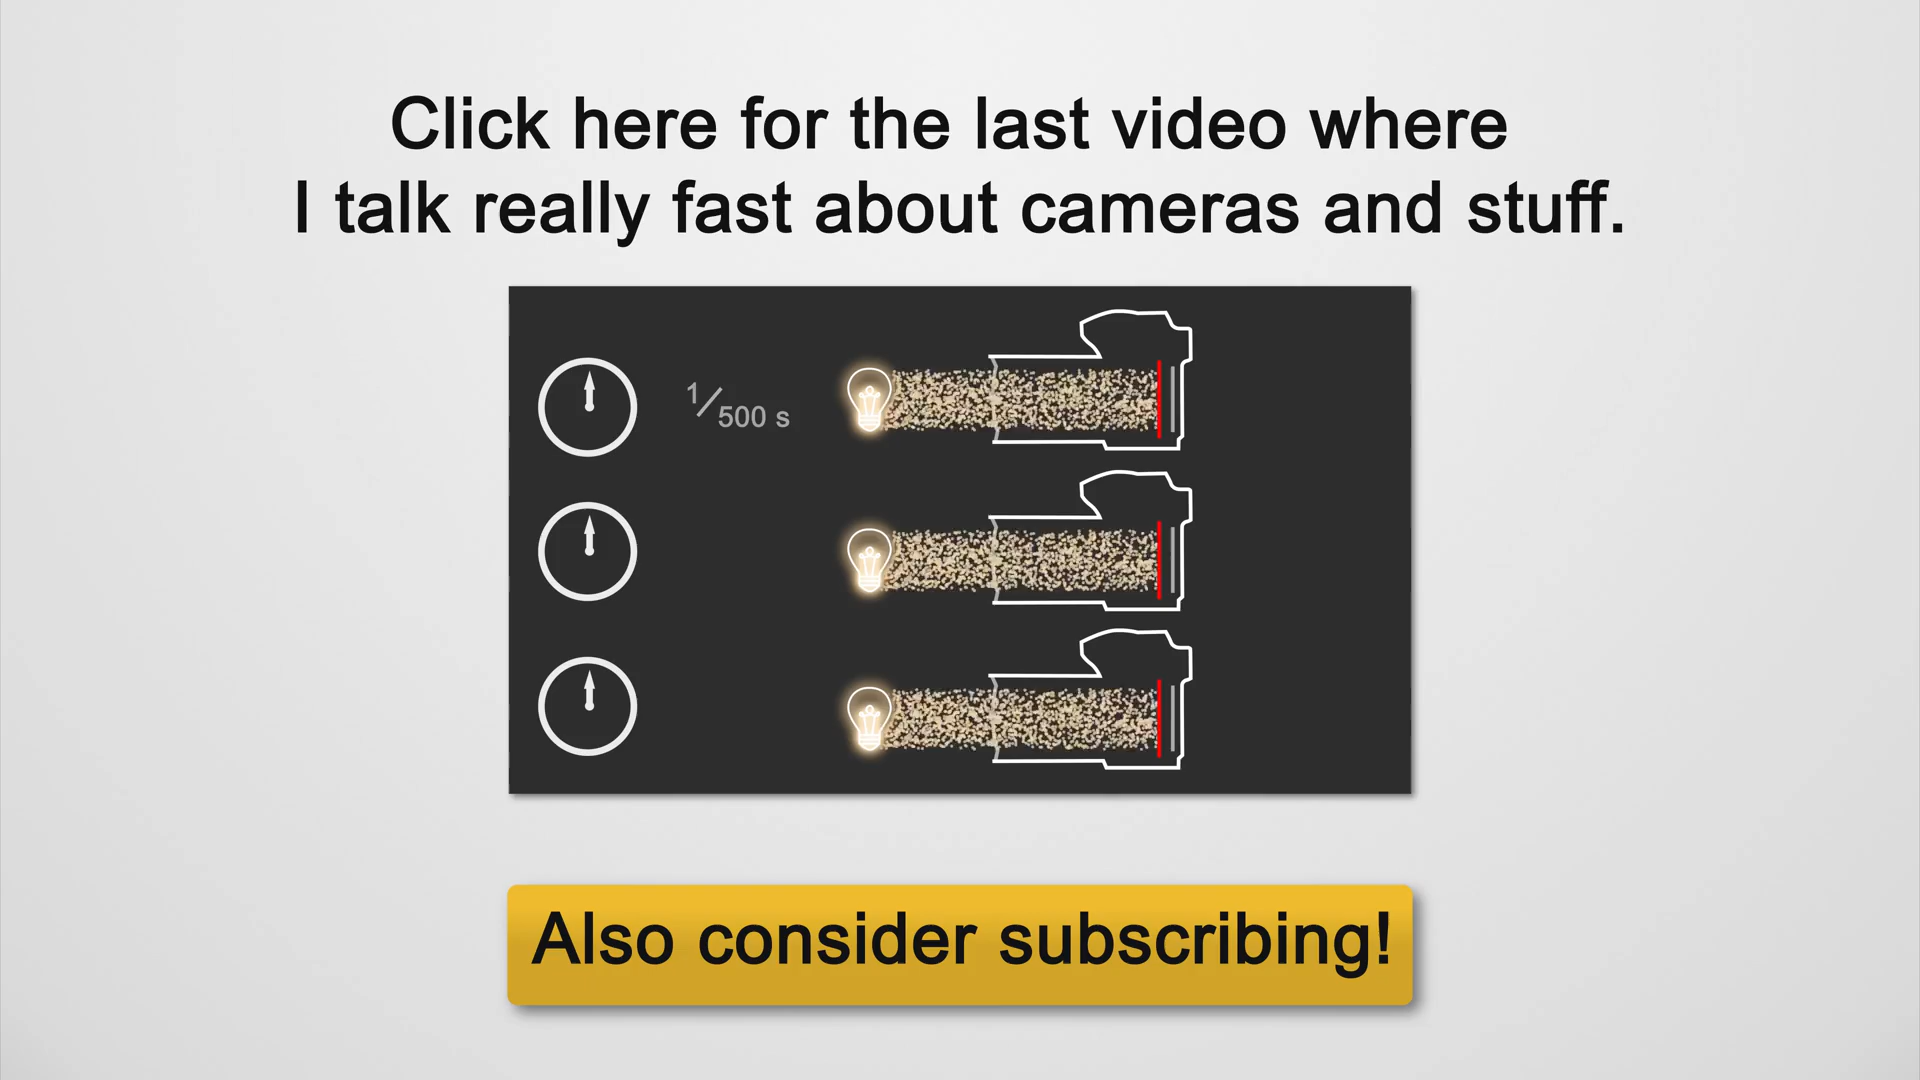 Click here for the last video where
I talk really fast about cameras and stuff.
1/500 s
Also consider subscribing!